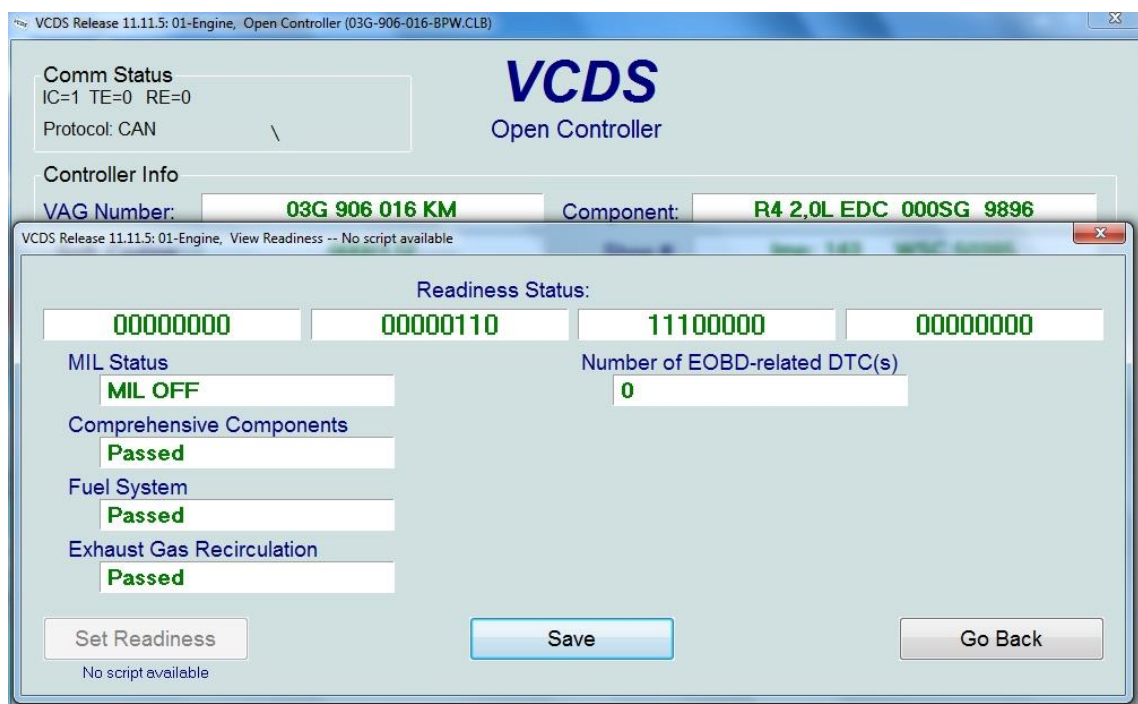 VCDS Release 11.11.5: 01-Engine, Open Controller (03G-906-016-BPW.CLB)
Comm Status
IC=1 TE=0 RE=0
Protocol: CAN \
VCDS
Open Controller
Controller Info
VAG Number: 03G 906 016 KM Component: R4 2,0L EDC 000SG 9896
VCDS Release 11.11.5: 01-Engine, View Readiness -- No script available
Readiness Status:
00000000 00000110 11100000 00000000
MIL Status Number of EOBD-related DTC(s)
MIL OFF 0
Comprehensive Components
Passed
Fuel System
Passed
Exhaust Gas Recirculation
Passed
Set Readiness Save Go Back
No script available